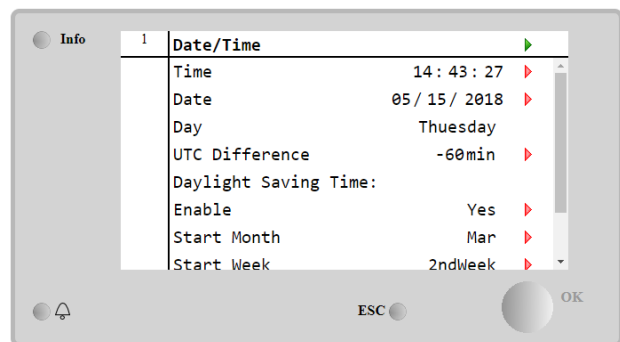 Info
1 Date/Time
Time 14:43:27
Date 05/15/2018
Day Thuesday
UTC Difference -60min
Daylight Saving Time:
Enable Yes
Start Month Mar
Start Week 2ndWeek
ESC
OK